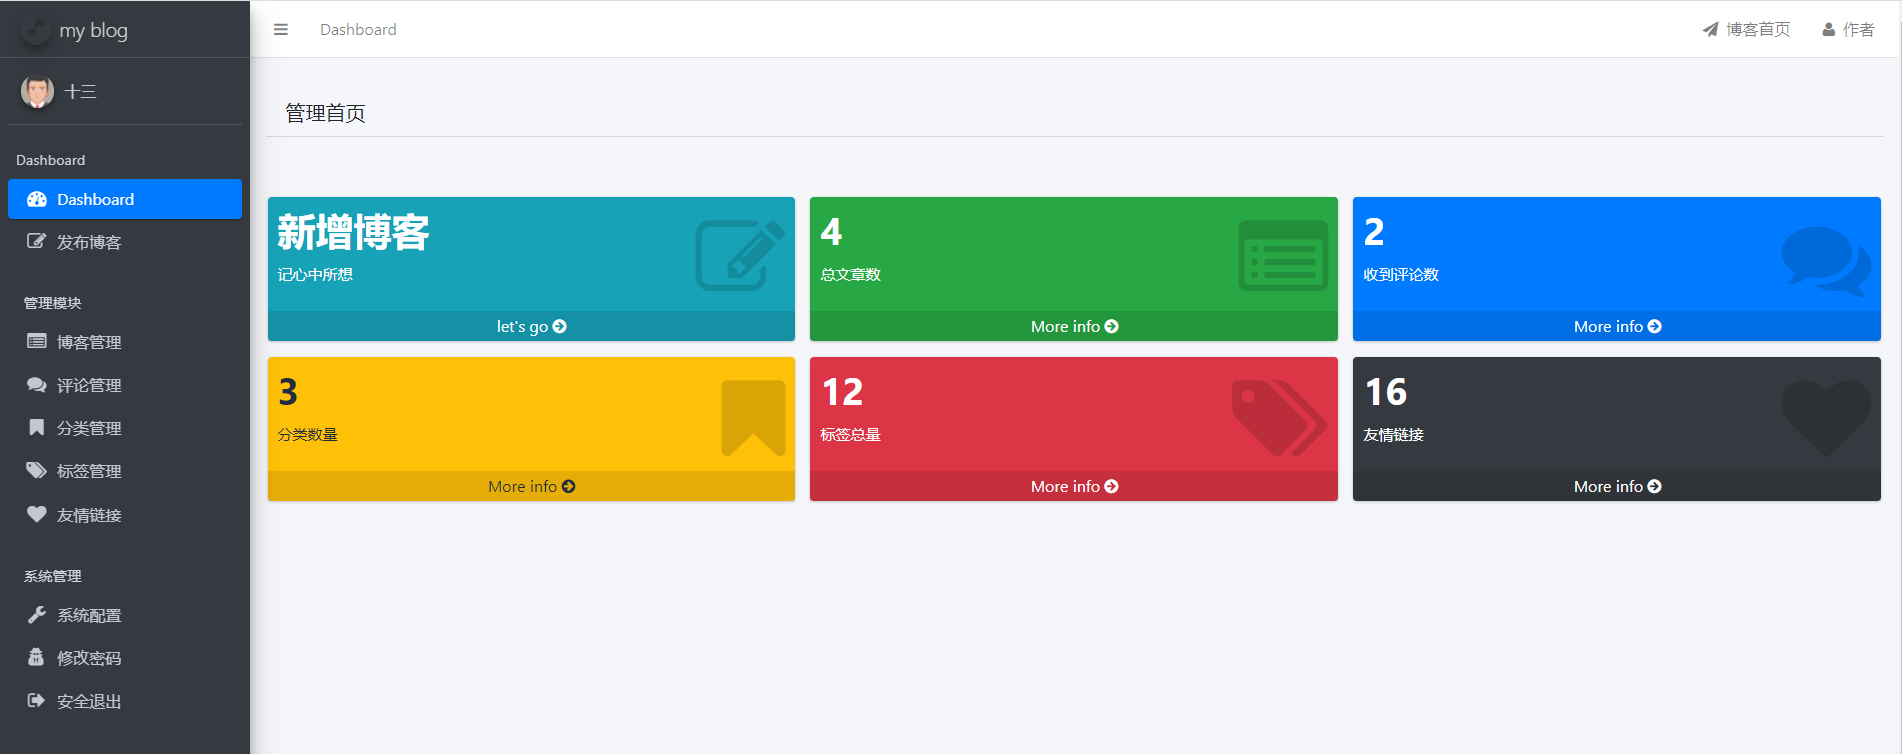 my blog
Dashboard
博客首页
作者
十三
Dashboard
Dashboard
发布博客
管理模块
博客管理
评论管理
分类管理
标签管理
友情链接
系统管理
系统配置
修改密码
安全退出
管理首页
新增博客
记心中所想
let's go
4
总文章数
More info
2
收到评论数
More info
3
分类数量
More info
12
标签总量
More info
16
友情链接
More info